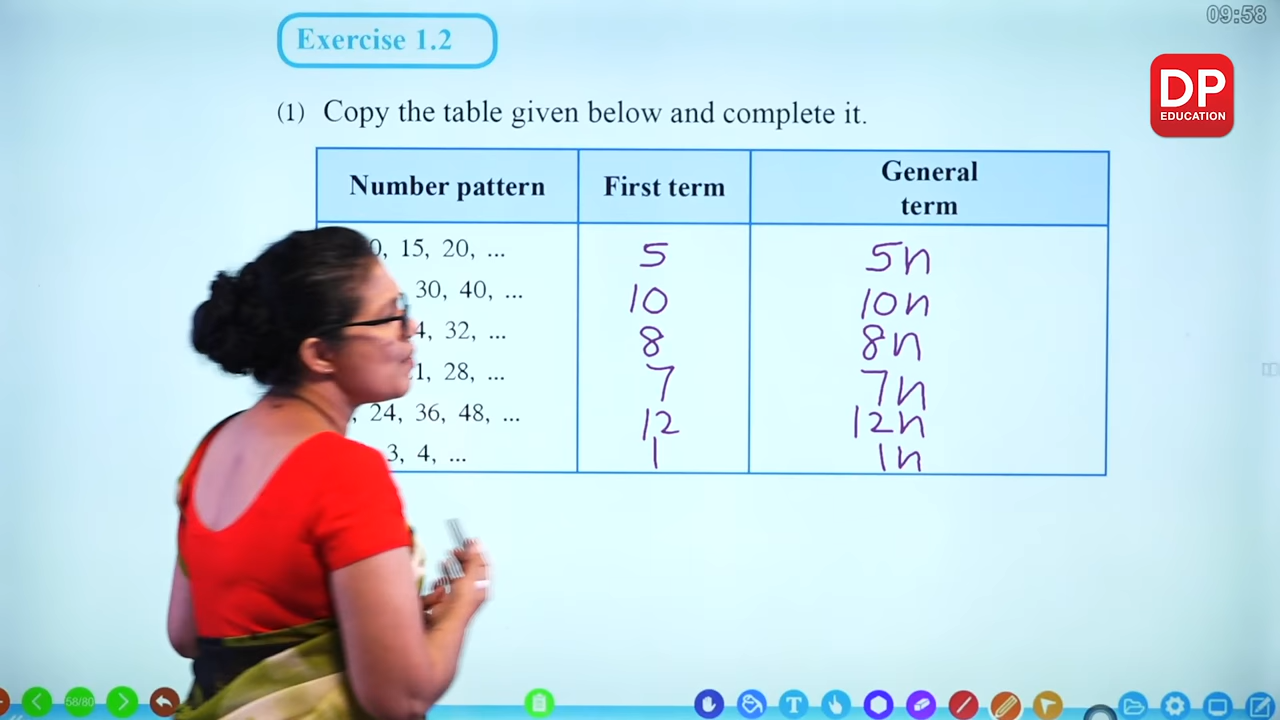 09:58
Exercise 1.2
DP
EDUCATION
(1) Copy the table given below and complete it.
Number pattern First term General term
15, 20, ... 5 5n
30, 40, ... 10 10n
32, ... 8 8n
28, ... 7 7n
24, 36, 48, ... 12 12n
3, 4, ... 1 1n
58/80
T